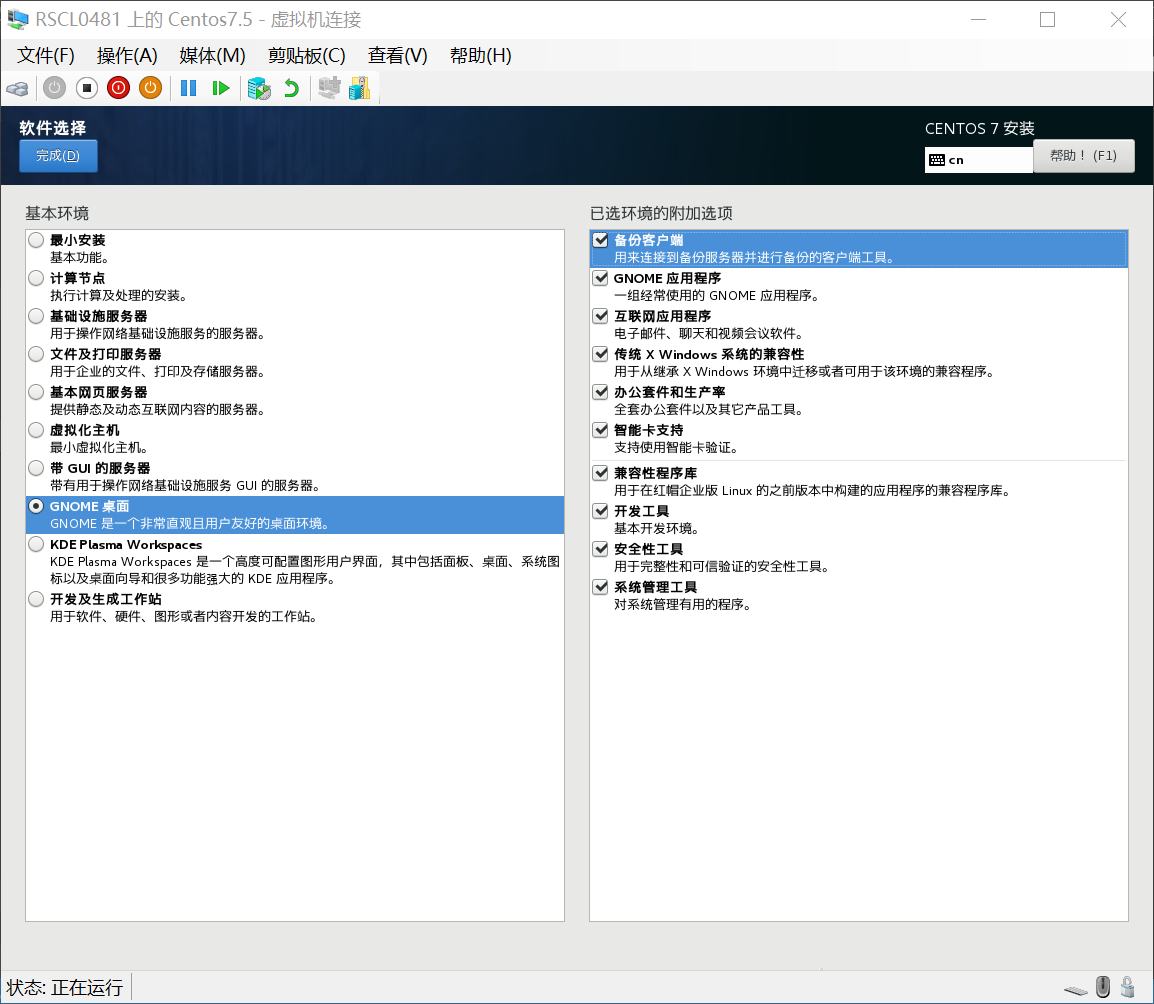 RSCL0481 上的 Centos7.5 - 虚拟机连接
文件(F) 操作(A) 媒体(M) 剪贴板(C) 查看(V) 帮助(H)
软件选择
完成(D)
CENTOS 7 安装
cn
帮助！ (F1)
基本环境
最小安装
基本功能。
计算节点
执行计算及处理的安装。
基础设施服务器
用于操作网络基础设施服务的服务器。
文件及打印服务器
用于企业的文件、打印及存储服务器。
基本网页服务器
提供静态及动态互联网内容的服务器。
虚拟化主机
最小虚拟化主机。
带 GUI 的服务器
带有用于操作网络基础设施服务 GUI 的服务器。
GNOME 桌面
GNOME 是一个非常直观且用户友好的桌面环境。
KDE Plasma Workspaces
KDE Plasma Workspaces 是一个高度可配置图形用户界面，其中包括面板、桌面、系统图
标以及桌面向导和很多功能强大的 KDE 应用程序。
开发及生成工作站
用于软件、硬件、图形或者内容开发的工作站。
已选环境的附加选项
备份客户端
用来连接到备份服务器并进行备份的客户端工具。
GNOME 应用程序
一组经常使用的 GNOME 应用程序。
互联网应用程序
电子邮件、聊天和视频会议软件。
传统 X Windows 系统的兼容性
用于从继承 X Windows 环境中迁移或者可用于该环境的兼容程序。
办公套件和生产率
全套办公套件以及其它产品工具。
智能卡支持
支持使用智能卡验证。
兼容性程序库
用于在红帽企业版 Linux 的之前版本中构建的应用程序的兼容程序库。
开发工具
基本开发环境。
安全性工具
用于完整性和可信验证的安全性工具。
系统管理工具
对系统管理有用的程序。
状态: 正在运行